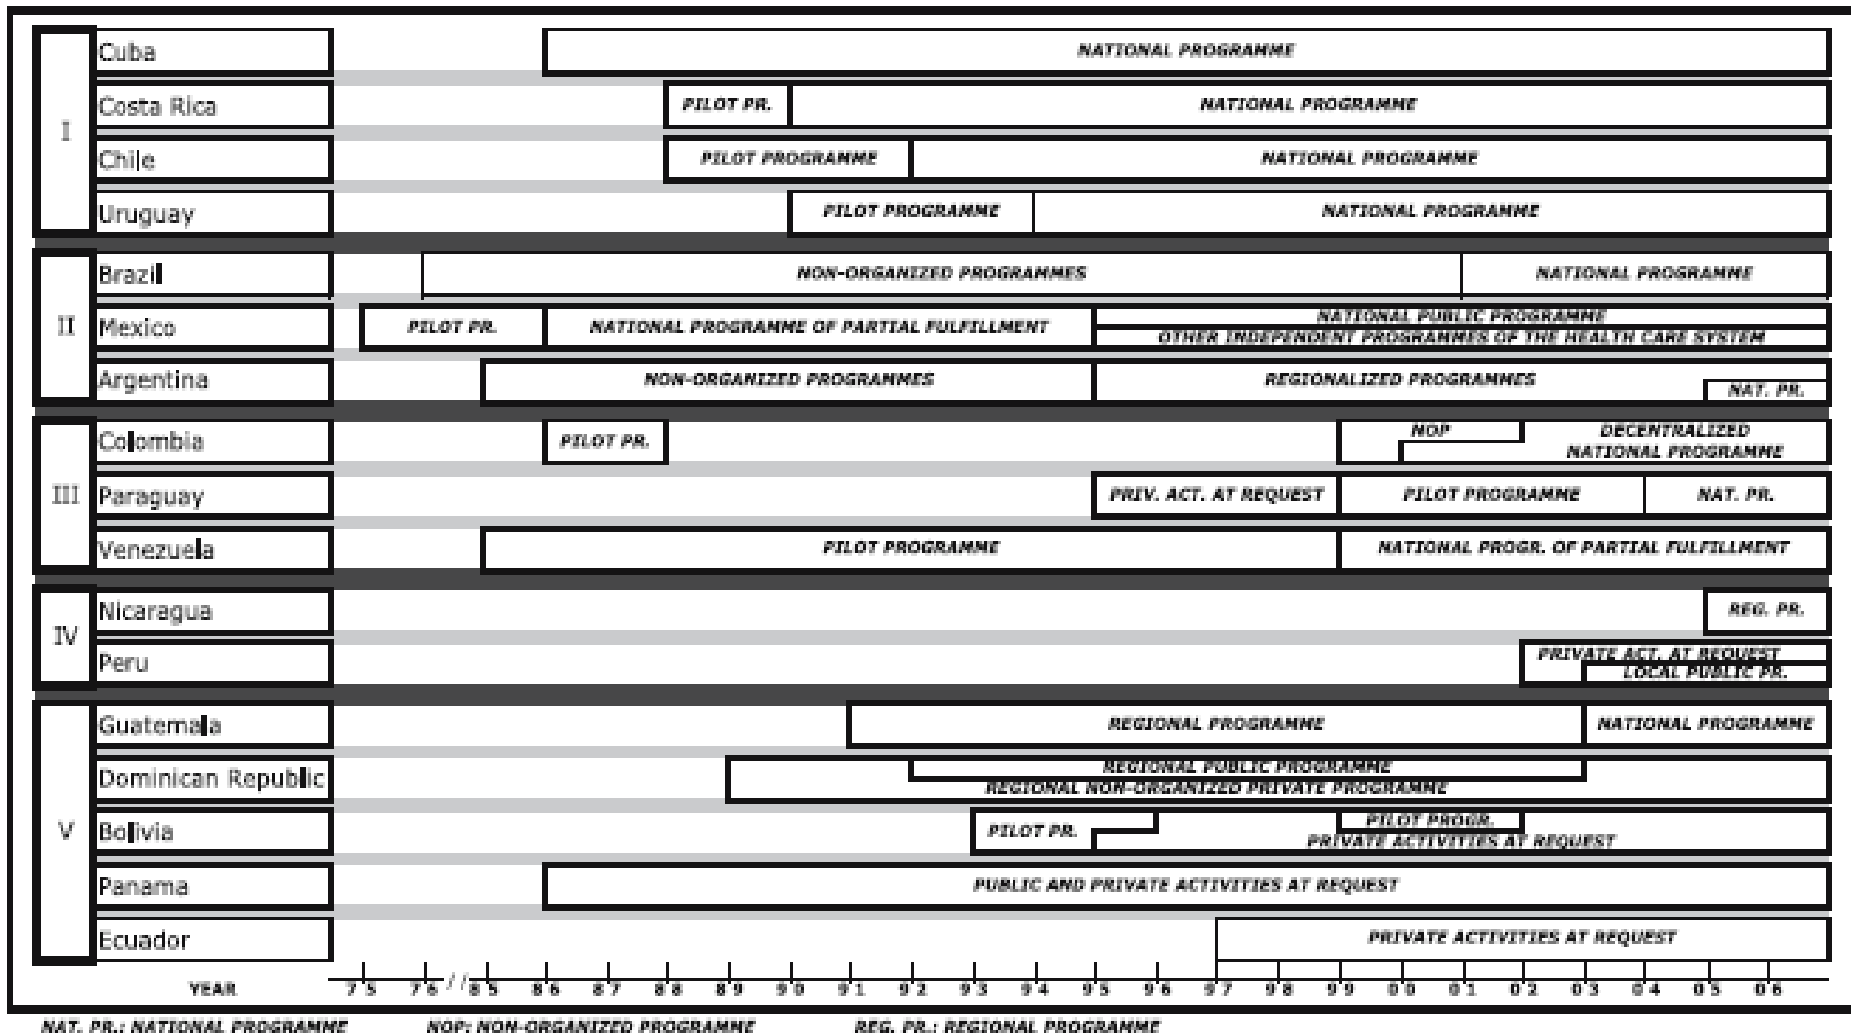 I
Cuba
NATIONAL PROGRAMME
Costa Rica
PILOT PR.
NATIONAL PROGRAMME
Chile
PILOT PROGRAMME
NATIONAL PROGRAMME
Uruguay
PILOT PROGRAMME
NATIONAL PROGRAMME
II
Brazil
NON-ORGANIZED PROGRAMMES
NATIONAL PROGRAMME
Mexico
PILOT PR.
NATIONAL PROGRAMME OF PARTIAL FULFILLMENT
NATIONAL PUBLIC PROGRAMME
OTHER INDEPENDENT PROGRAMMES OF THE HEALTH CARE SYSTEM
Argentina
NON-ORGANIZED PROGRAMMES
REGIONALIZED PROGRAMMES
NAT. PR.
III
Colombia
PILOT PR.
NOP
DECENTRALIZED
NATIONAL PROGRAMME
Paraguay
PRIV. ACT. AT REQUEST
PILOT PROGRAMME
NAT. PR.
Venezuela
PILOT PROGRAMME
NATIONAL PROGR. OF PARTIAL FULFILLMENT
IV
Nicaragua
REG. PR.
Peru
PRIVATE ACT. AT REQUEST
LOCAL PUBLIC PR.
V
Guatemala
REGIONAL PROGRAMME
NATIONAL PROGRAMME
Dominican Republic
REGIONAL PUBLIC PROGRAMME
REGIONAL NON-ORGANIZED PRIVATE PROGRAMME
Bolivia
PILOT PR.
PILOT PROGR.
PRIVATE ACTIVITIES AT REQUEST
Panama
PUBLIC AND PRIVATE ACTIVITIES AT REQUEST
Ecuador
PRIVATE ACTIVITIES AT REQUEST
YEAR 75 76 // 85 86 87 88 89 90 91 92 93 94 95 96 97 98 99 00 01 02 03 04 05 06
NAT. PR.: NATIONAL PROGRAMME NOP: NON-ORGANIZED PROGRAMME REG. PR.: REGIONAL PROGRAMME